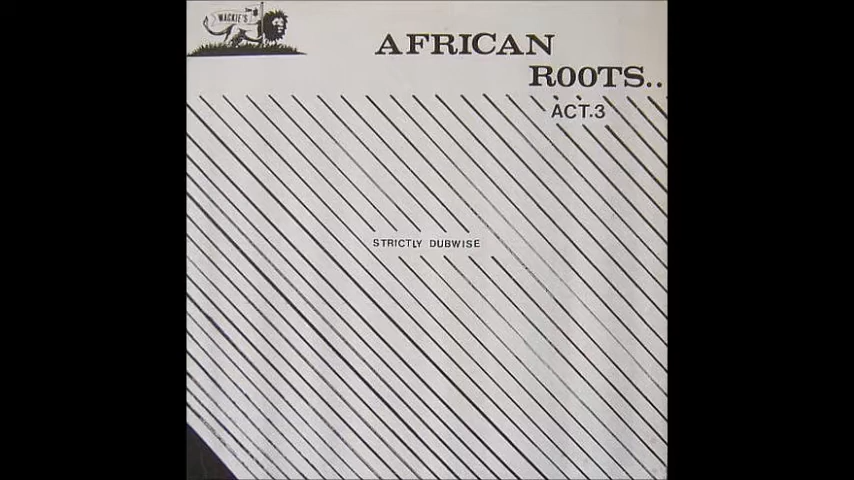 WACKIE'S
AFRICAN
ROOTS..
ACT.3
STRICTLY DUBWISE